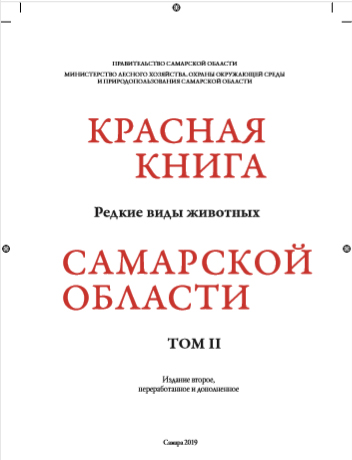 ПРАВИТЕЛЬСТВО САМАРСКОЙ ОБЛАСТИ
МИНИСТЕРСТВО ЛЕСНОГО ХОЗЯЙСТВА, ОХРАНЫ ОКРУЖАЮЩЕЙ СРЕДЫ
И ПРИРОДОПОЛЬЗОВАНИЯ САМАРСКОЙ ОБЛАСТИ
КРАСНАЯ
КНИГА
Редкие виды животных
САМАРСКОЙ
ОБЛАСТИ
ТОМ II
Издание второе,
переработанное и дополненное
Самара 2019